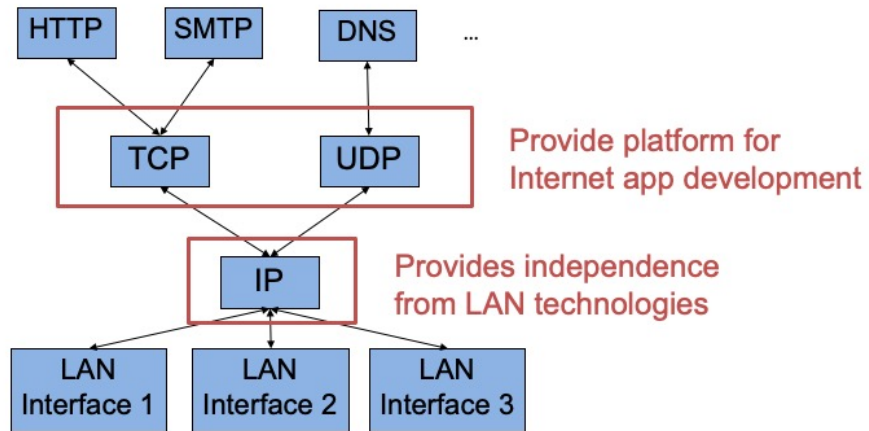 HTTP
SMTP
DNS
...
TCP
UDP
Provide platform for
Internet app development
IP
Provides independence
from LAN technologies
LAN
Interface 1
LAN
Interface 2
LAN
Interface 3